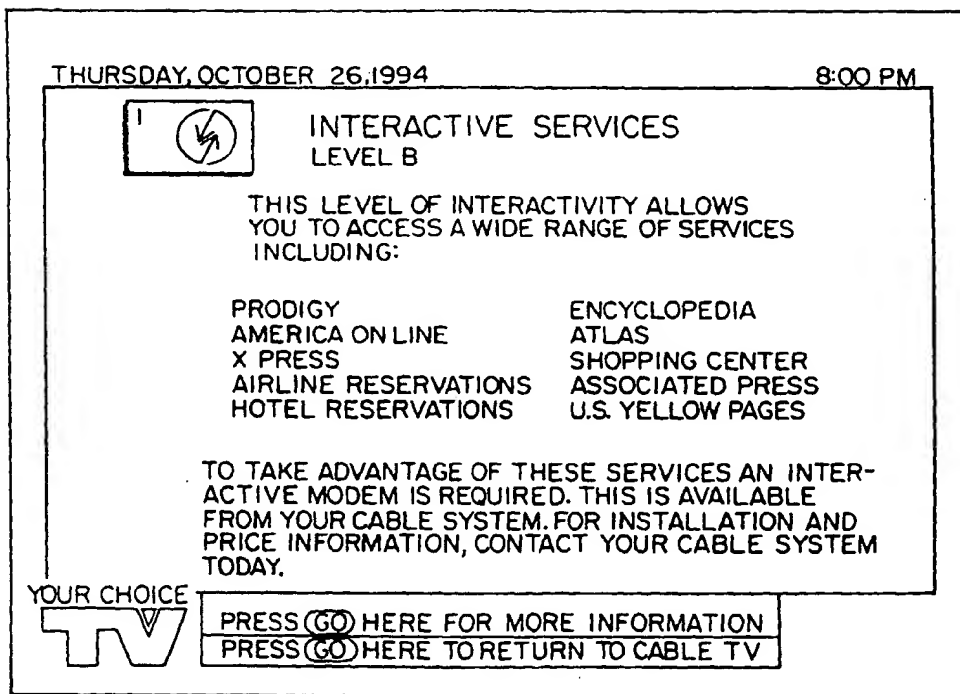 THURSDAY, OCTOBER 26,1994 8:00 PM
1
INTERACTIVE SERVICES
LEVEL B
THIS LEVEL OF INTERACTIVITY ALLOWS
YOU TO ACCESS A WIDE RANGE OF SERVICES
INCLUDING:
PRODIGY ENCYCLOPEDIA
AMERICA ON LINE ATLAS
X PRESS SHOPPING CENTER
AIRLINE RESERVATIONS ASSOCIATED PRESS
HOTEL RESERVATIONS U.S. YELLOW PAGES
TO TAKE ADVANTAGE OF THESE SERVICES AN INTER-
ACTIVE MODEM IS REQUIRED. THIS IS AVAILABLE
FROM YOUR CABLE SYSTEM. FOR INSTALLATION AND
PRICE INFORMATION, CONTACT YOUR CABLE SYSTEM
TODAY.
YOUR CHOICE
TV
PRESS GO HERE FOR MORE INFORMATION
PRESS GO HERE TO RETURN TO CABLE TV